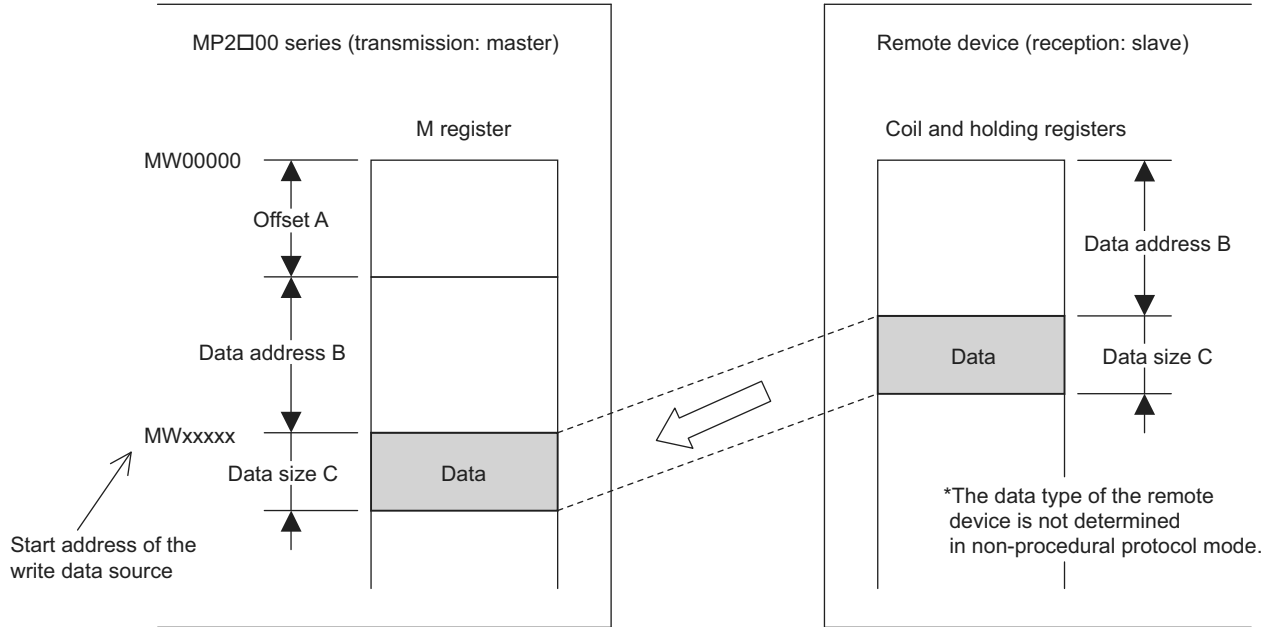 MP2□00 series (transmission: master)
Remote device (reception: slave)
M register
Coil and holding registers
MW00000
Offset A
Data address B
Data address B
Data
Data size C
MWxxxxx
Data size C
Data
*The data type of the remote
device is not determined
in non-procedural protocol mode.
Start address of the
write data source